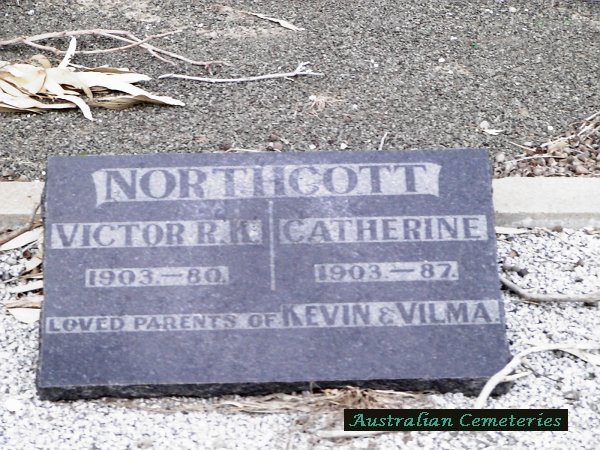 NORTHCOTT
VICTOR R.K. CATHERINE
1903.—80. 1903.—87.
LOVED PARENTS OF KEVIN & VILMA
Australian Cemeteries